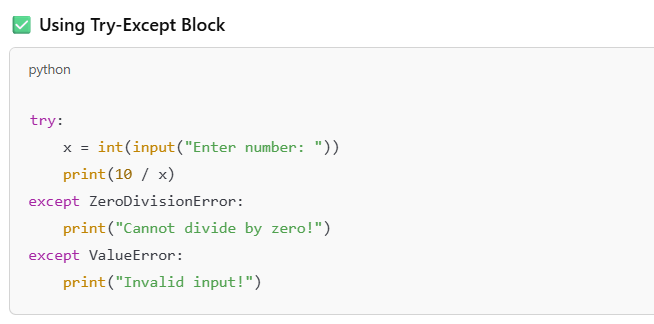 ✅ Using Try-Except Block
python
try:
    x = int(input("Enter number: "))
    print(10 / x)
except ZeroDivisionError:
    print("Cannot divide by zero!")
except ValueError:
    print("Invalid input!")